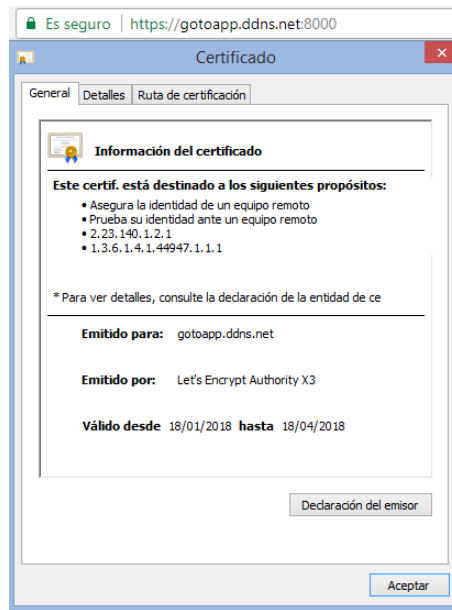 Es seguro | https://gotoapp.ddns.net:8000
Certificado
General Detalles Ruta de certificación
Información del certificado
Este certif. está destinado a los siguientes propósitos:
• Asegura la identidad de un equipo remoto
• Prueba su identidad ante un equipo remoto
• 2.23.140.1.2.1
• 1.3.6.1.4.1.44947.1.1.1
* Para ver detalles, consulte la declaración de la entidad de ce
Emitido para: gotoapp.ddns.net
Emitido por: Let's Encrypt Authority X3
Válido desde 18/01/2018 hasta 18/04/2018
Declaración del emisor
Aceptar